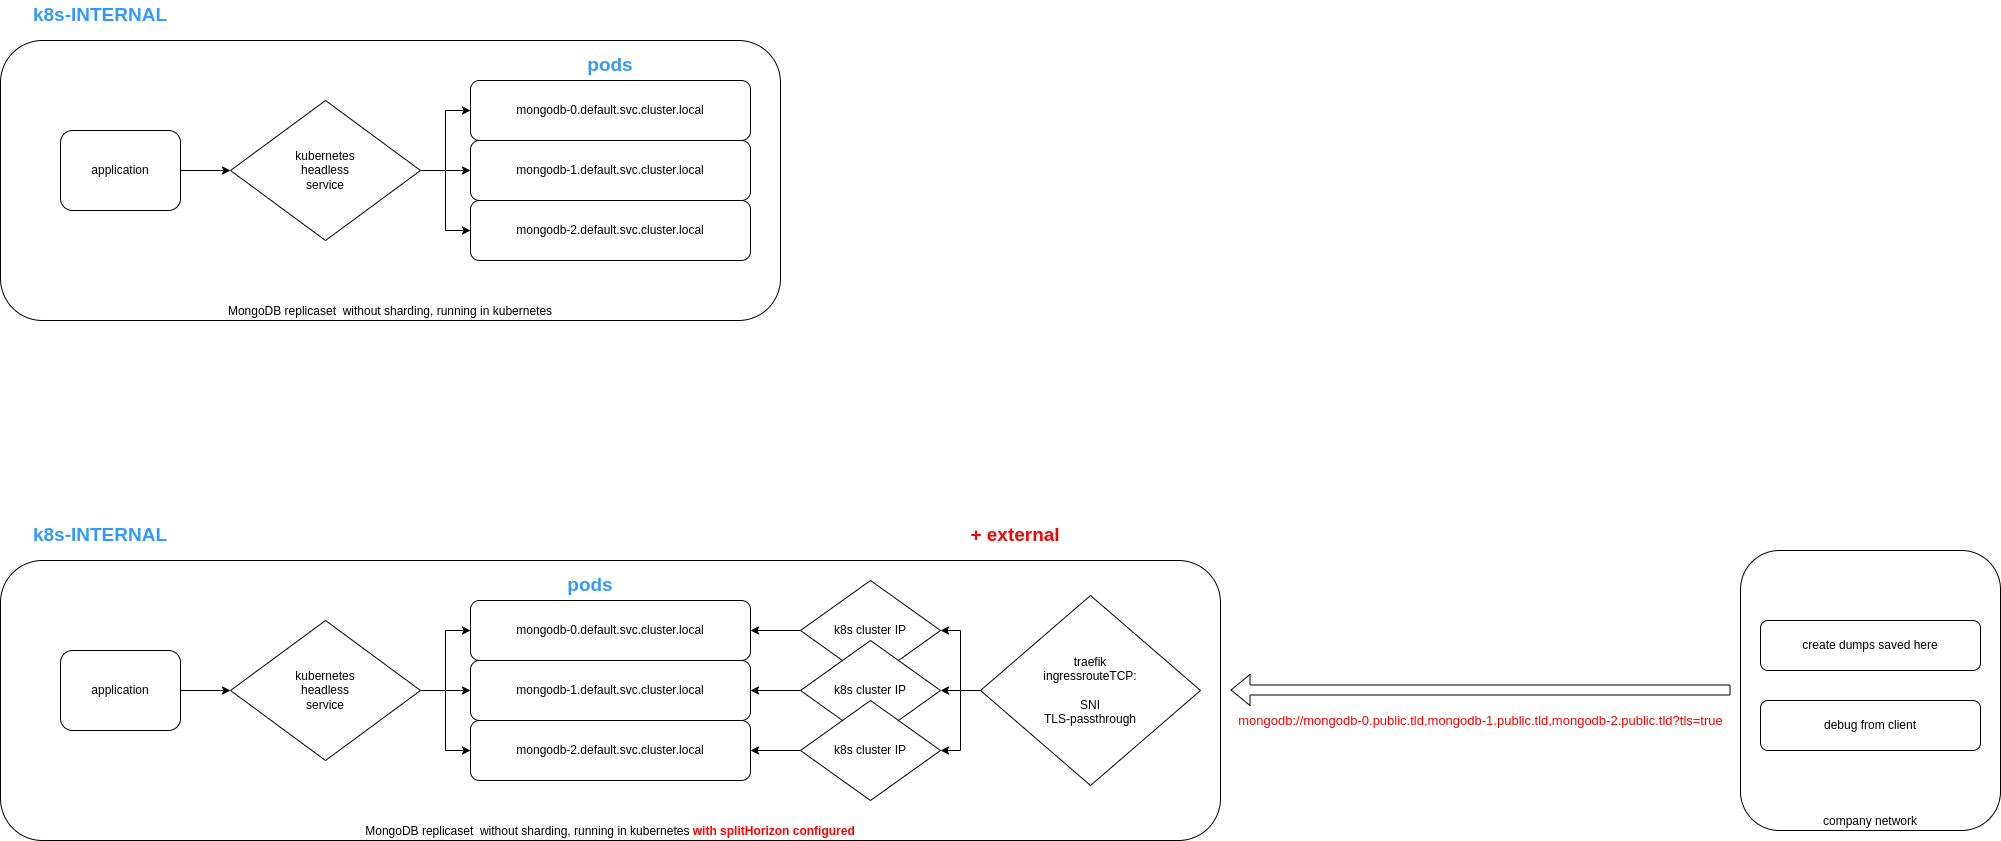 k8s-INTERNAL
pods
mongodb-0.default.svc.cluster.local
application
kubernetes
headless
service
mongodb-1.default.svc.cluster.local
mongodb-2.default.svc.cluster.local
MongoDB replicaset  without sharding, running in kubernetes
k8s-INTERNAL
+ external
pods
application
kubernetes
headless
service
mongodb-0.default.svc.cluster.local
mongodb-1.default.svc.cluster.local
mongodb-2.default.svc.cluster.local
k8s cluster IP
k8s cluster IP
k8s cluster IP
traefik
ingressrouteTCP:
SNI
TLS-passthrough
MongoDB replicaset  without sharding, running in kubernetes with splitHorizon configured
mongodb://mongodb-0.public.tld,mongodb-1.public.tld,mongodb-2.public.tld?tls=true
create dumps saved here
debug from client
company network